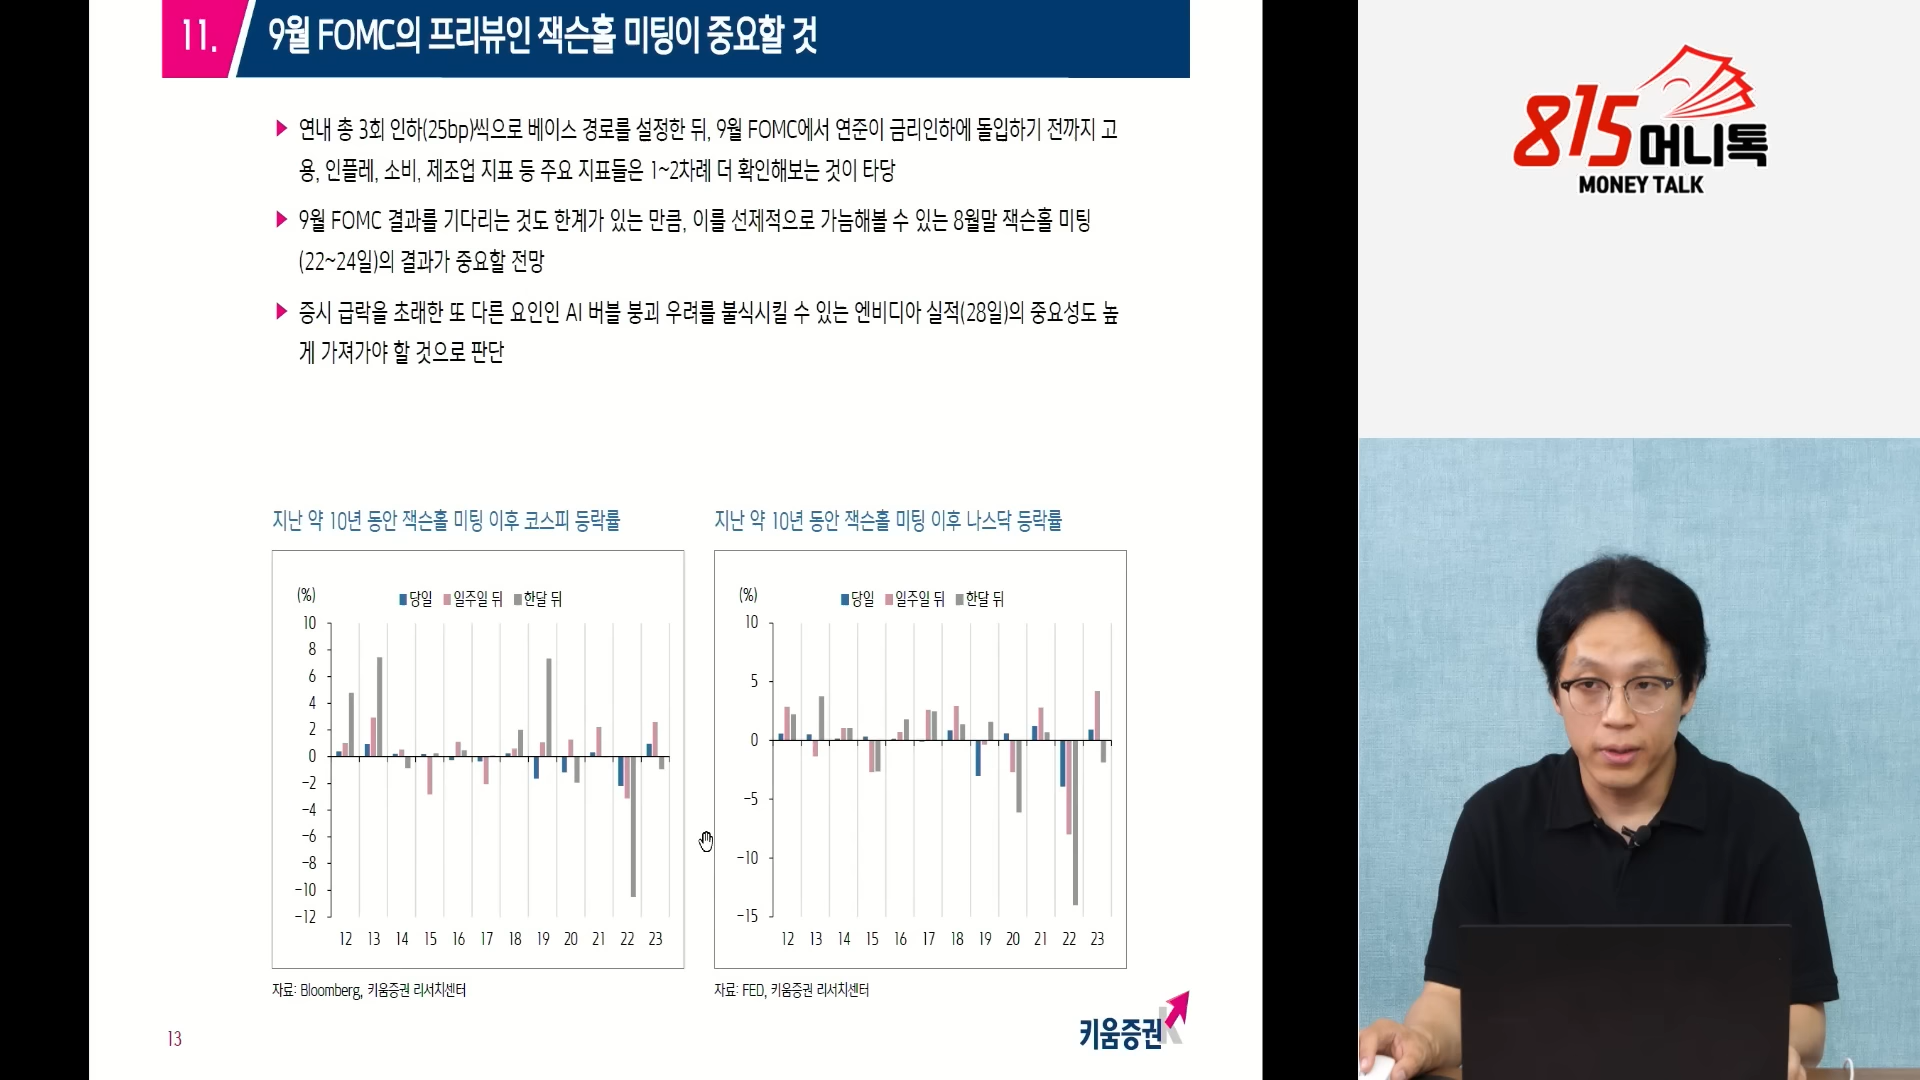 11.
9월 FOMC의 프리뷰인 잭슨홀 미팅이 중요할 것
연내 총 3회 인하(25bp)씩으로 베이스 경로를 설정한 뒤, 9월 FOMC에서 연준이 금리인하에 돌입하기 전까지 고
용, 인플레, 소비, 제조업 지표 등 주요 지표들은 1~2차례 더 확인해보는 것이 타당
9월 FOMC 결과를 기다리는 것도 한계가 있는 만큼, 이를 선제적으로 가늠해볼 수 있는 8월말 잭슨홀 미팅
(22~24일)의 결과가 중요할 전망
증시 급락을 초래한 또 다른 요인인 AI 버블 붕괴 우려를 불식시킬 수 있는 엔비디아 실적(28일)의 중요성도 높
게 가져가야 할 것으로 판단
지난 약 10년 동안 잭슨홀 미팅 이후 코스피 등락률
(%)
당일 일주일 뒤 한달 뒤
10
8
6
4
2
0
-2
-4
-6
-8
-10
-12
12 13 14 15 16 17 18 19 20 21 22 23
자료: Bloomberg, 키움증권 리서치센터
지난 약 10년 동안 잭슨홀 미팅 이후 나스닥 등락률
(%)
당일 일주일 뒤 한달 뒤
10
5
0
-5
-10
-15
12 13 14 15 16 17 18 19 20 21 22 23
자료: FED, 키움증권 리서치센터
13
키움증권
815머니톡
MONEY TALK